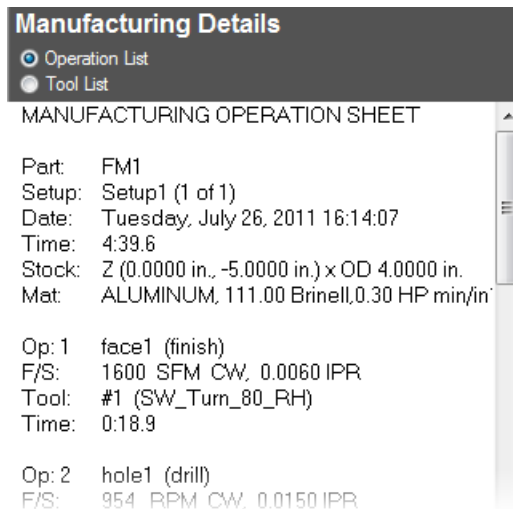 Manufacturing Details
Operation List
Tool List
MANUFACTURING OPERATION SHEET
Part: FM1
Setup: Setup1 (1 of 1)
Date: Tuesday, July 26, 2011 16:14:07
Time: 4:39.6
Stock: Z (0.0000 in., -5.0000 in.) x OD 4.0000 in.
Mat: ALUMINUM, 111.00 Brinell,0.30 HP min/in
Op: 1 face1 (finish)
F/S: 1600 SFM CW, 0.0060 IPR
Tool: #1 (SW_Turn_80_RH)
Time: 0:18.9
Op: 2 hole1 (drill)
F/S: 954 RPM CW, 0.0150 IPR